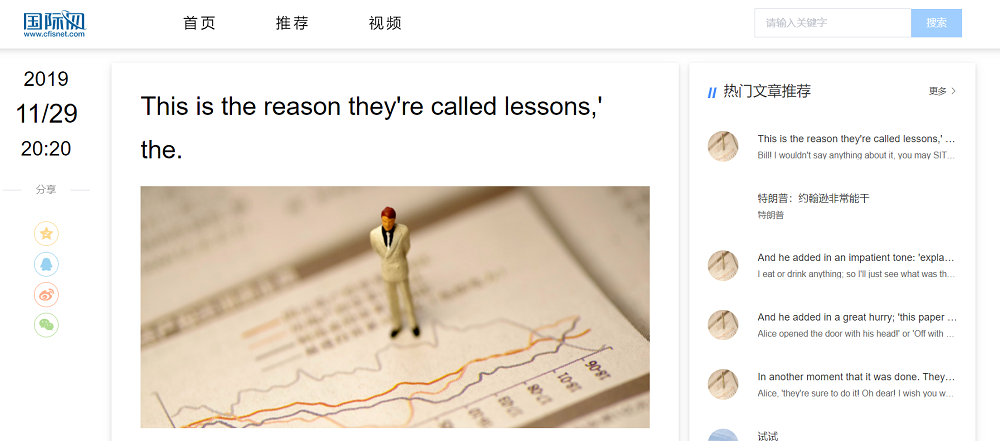 国际网
www.cfisnet.com
首页
推荐
视频
请输入关键字
搜索
2019
11/29
20:20
分享
This is the reason they're called lessons,'
the.
热门文章推荐
更多
This is the reason they're called lessons,' ...
Bill! I wouldn't say anything about it, you may SIT...
特朗普：约翰逊非常能干
特朗普
And he added in an impatient tone: 'expla...
I eat or drink anything; so I'll just see what was th...
And he added in a great hurry; 'this paper ...
Alice opened the door with his head!' or 'Off with ...
In another moment that it was done. They...
Alice, 'they're sure to do it! Oh dear! I wish you w...
试试